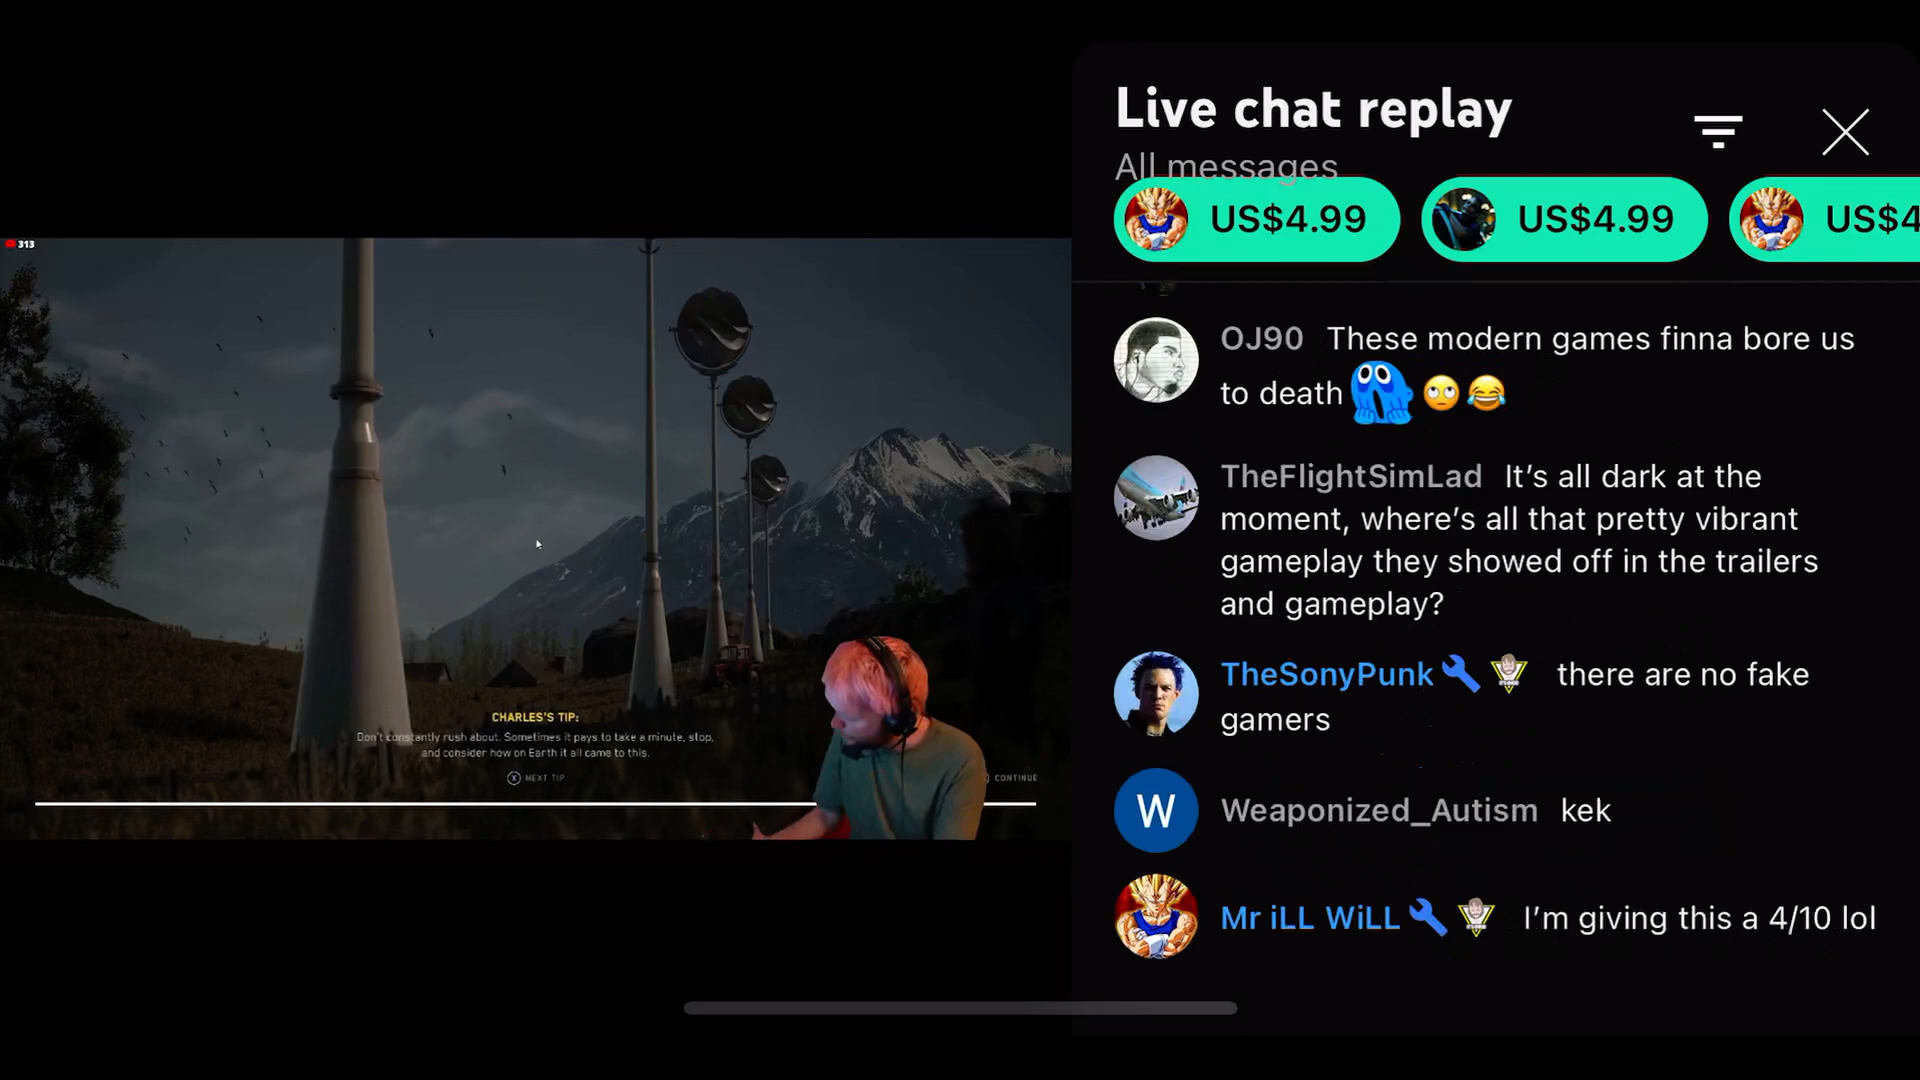 313
CHARLES'S TIP:
Don't constantly rush about. Sometimes it pays to take a minute, stop,
and consider how on Earth it all came to this.
X NEXT TIP
CONTINUE
Live chat replay
All messages
US$4.99
US$4.99
US$4
OJ90 These modern games finna bore us
to death
TheFlightSimLad It’s all dark at the
moment, where’s all that pretty vibrant
gameplay they showed off in the trailers
and gameplay?
TheSonyPunk there are no fake
gamers
W
Weaponized_Autism kek
Mr iLL WiLL I’m giving this a 4/10 lol